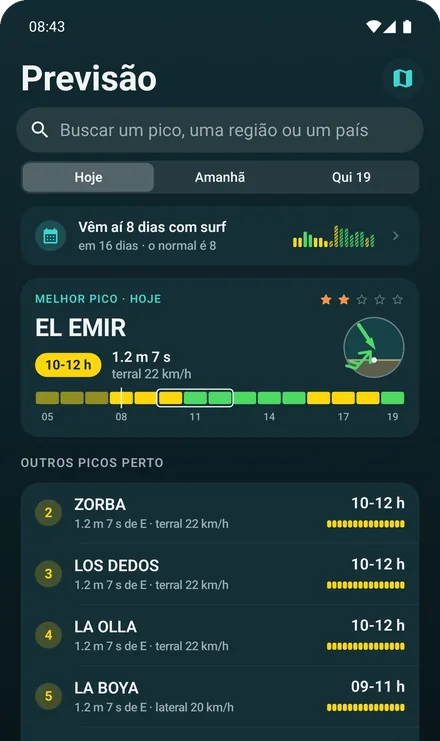 08:43
Previsão
Buscar um pico, uma região ou um país
Hoje Amanhã Qui 19
Vêm aí 8 dias com surf
em 16 dias · o normal é 8
MELHOR PICO · HOJE
EL EMIR
10-12 h
1.2 m 7 s
terral 22 km/h
05 08 11 14 17 19
OUTROS PICOS PERTO
2 ZORBA 10-12 h
1.2 m 7 s de E · terral 22 km/h
3 LOS DEDOS 10-12 h
1.2 m 7 s de E · terral 22 km/h
4 LA OLLA 10-12 h
1.2 m 7 s de E · terral 22 km/h
5 LA BOYA 09-11 h
1.2 m 7 s de E · lateral 20 km/h